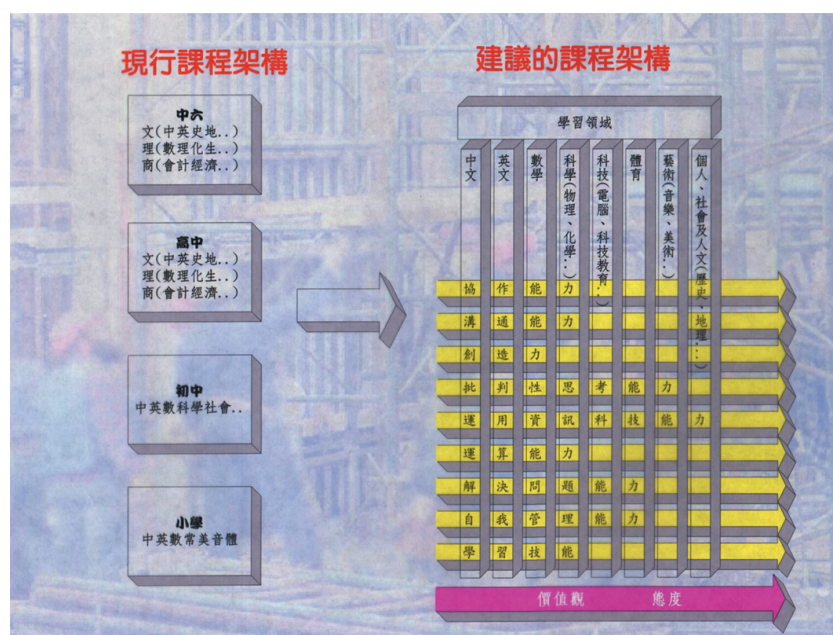 現行課程架構
中六
文(中英史地..)
理(數理化生..)
商(會計經濟..)
高中
文(中英史地..)
理(數理化生..)
商(會計經濟..)
初中
中英數科學社會..
小學
中英數常美音體
建議的課程架構
學習領域
中文
英文
數學
科學(物理、化學...)
科技(電腦、科技教育...)
體育
藝術(音樂、美術...)
個人、社會及人文(歷史、地理...)
協作能力
溝通能力
創造力
批判性思考能力
運用資訊科技能力
運算能力
解決問題能力
自我管理能力
學習技能
價值觀 態度